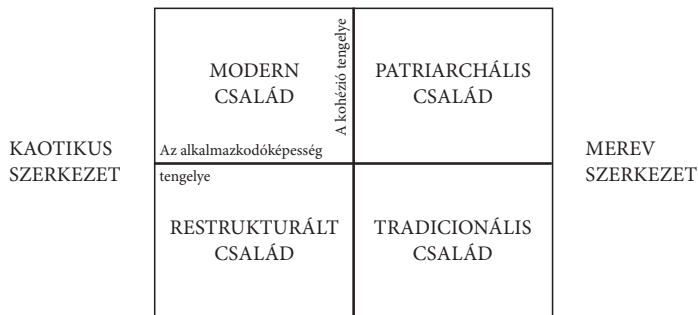 MODERN
CSALÁD
A kohézió tengelye
PATRIARCHÁLIS
CSALÁD
KAOTIKUS
SZERKEZET
Az alkalmazkodóképesség
tengelye
MEREV
SZERKEZET
RESTRUKTURÁLT
CSALÁD
TRADICIONÁLIS
CSALÁD